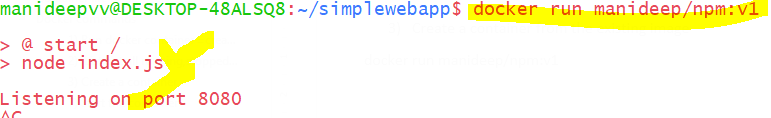 manideepvv@DESKTOP-48ALSQ8:~/simplewebapp$ docker run manideep/npm:v1
> @ start /
> node index.js
Listening on port 8080
^C